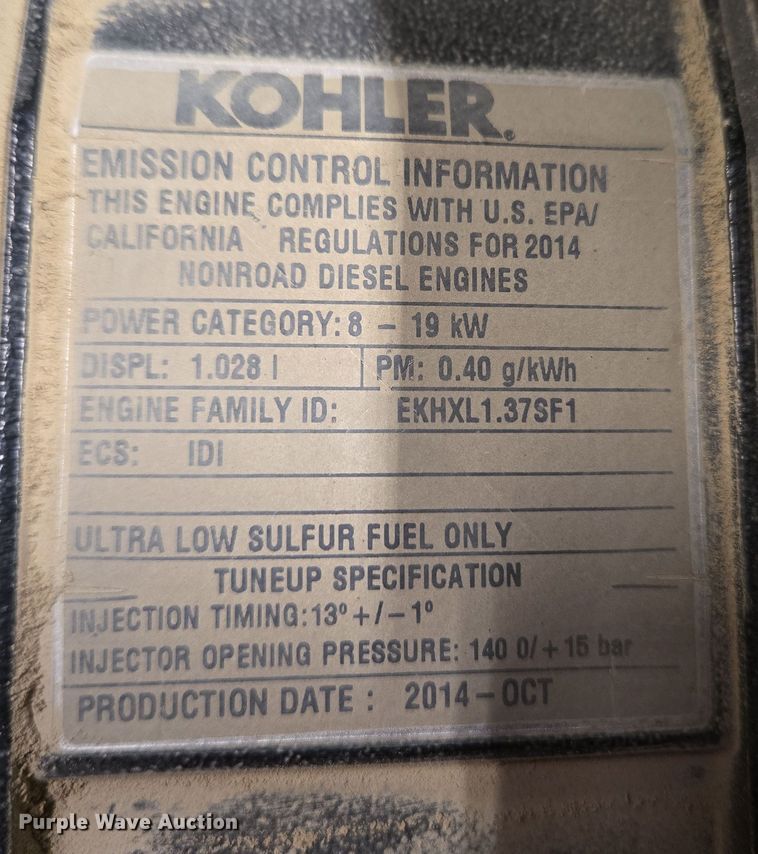 KOHLER.
EMISSION CONTROL INFORMATION
THIS ENGINE COMPLIES WITH U.S. EPA/
CALIFORNIA REGULATIONS FOR 2014
NONROAD DIESEL ENGINES
POWER CATEGORY: 8 – 19 kW
DISPL: 1.028 l PM: 0.40 g/kWh
ENGINE FAMILY ID: EKHXL1.37SF1
ECS: IDI
ULTRA LOW SULFUR FUEL ONLY
TUNEUP SPECIFICATION
INJECTION TIMING:13° +/–1°
INJECTOR OPENING PRESSURE: 140 0/+15 bar
PRODUCTION DATE : 2014–OCT
Purple Wave Auction